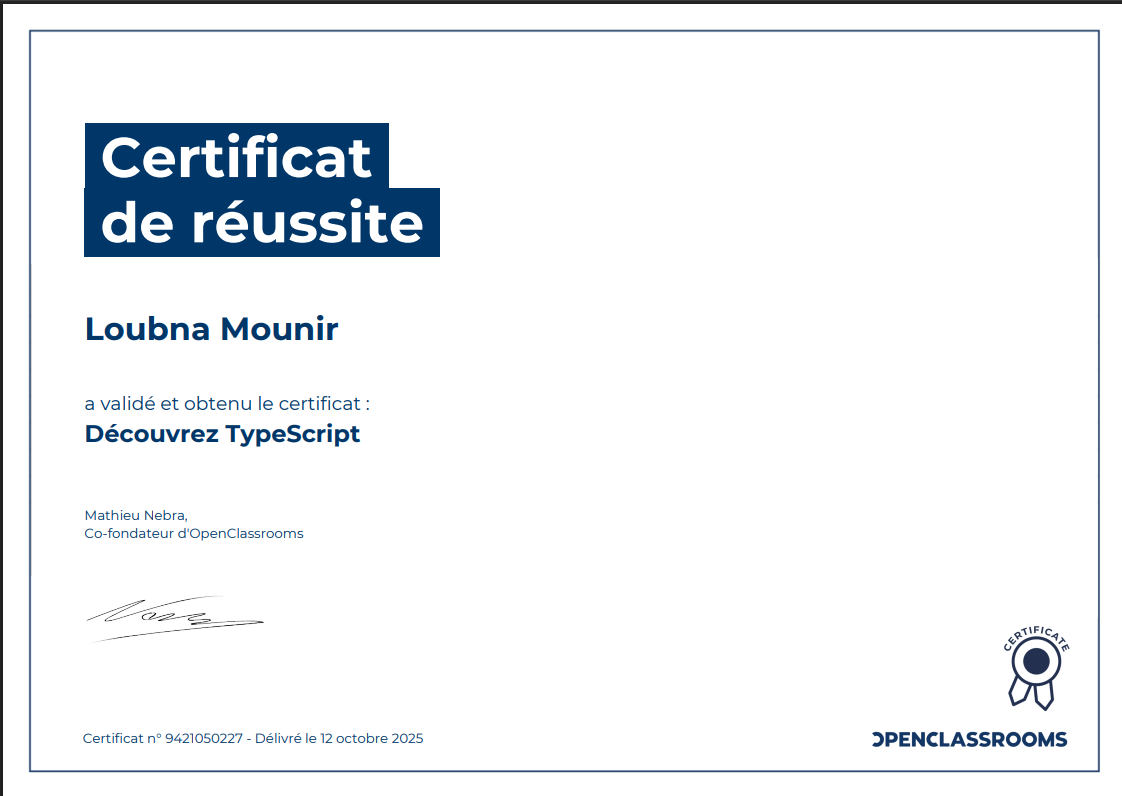 Certificat
de réussite
Loubna Mounir
a validé et obtenu le certificat :
Découvrez TypeScript
Mathieu Nebra,
Co-fondateur d'OpenClassrooms
CERTIFICATE
Certificat n° 9421050227 - Délivré le 12 octobre 2025
OPENCLASSROOMS